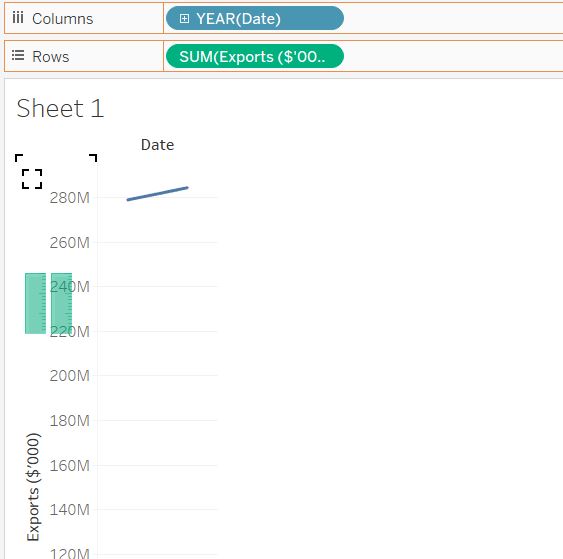 Columns
YEAR(Date)
Rows
SUM(Exports ($'00..
Sheet 1
Date
280M
260M
240M
220M
200M
180M
160M
140M
120M
Exports ($'000)